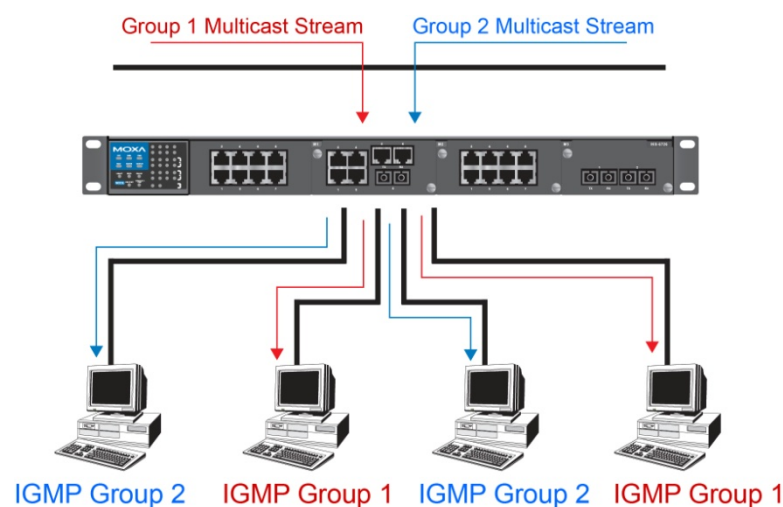 Group 1 Multicast Stream
Group 2 Multicast Stream
MOXA
IGMP Group 2
IGMP Group 1
IGMP Group 2
IGMP Group 1